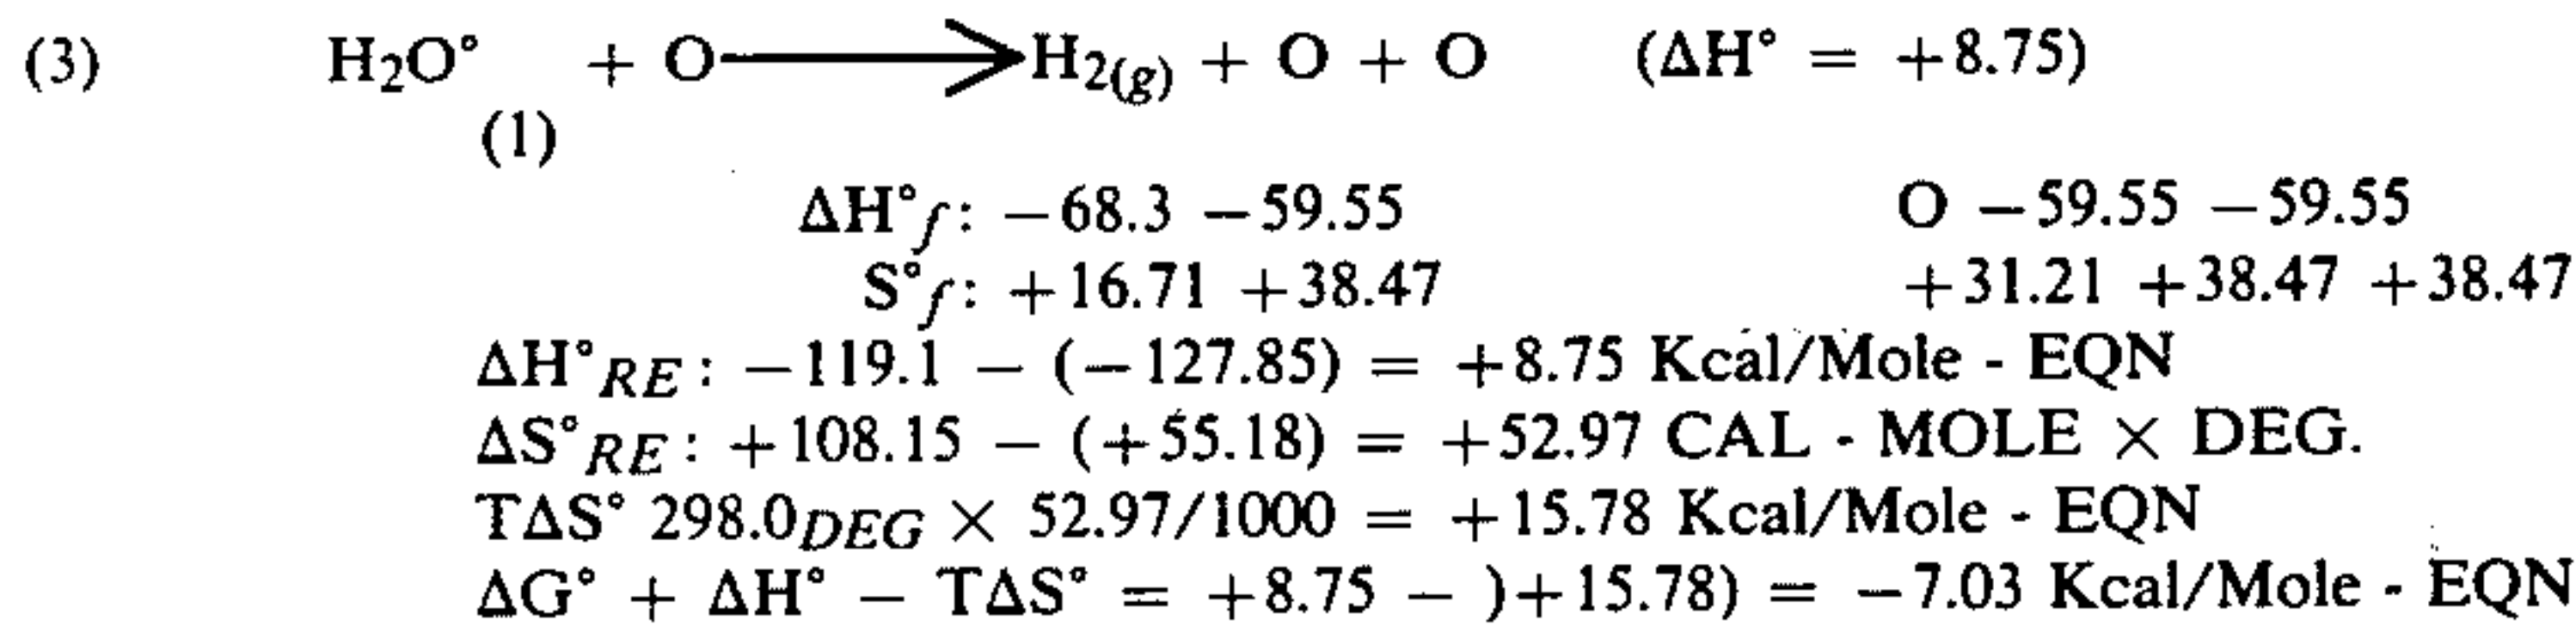 (3) H₂O° + O⟶H₂₍g₎ + O + O (ΔH° = +8.75)
(1)
ΔH°f: −68.3 −59.55 O −59.55 −59.55
S°f: +16.71 +38.47 +31.21 +38.47 +38.47
ΔH°RE: −119.1 − (−127.85) = +8.75 Kcal/Mole - EQN
ΔS°RE: +108.15 − (+55.18) = +52.97 CAL - MOLE × DEG.
TΔS° 298.0DEG × 52.97/1000 = +15.78 Kcal/Mole - EQN
ΔG° + ΔH° − TΔS° = +8.75 − )+15.78) = −7.03 Kcal/Mole - EQN